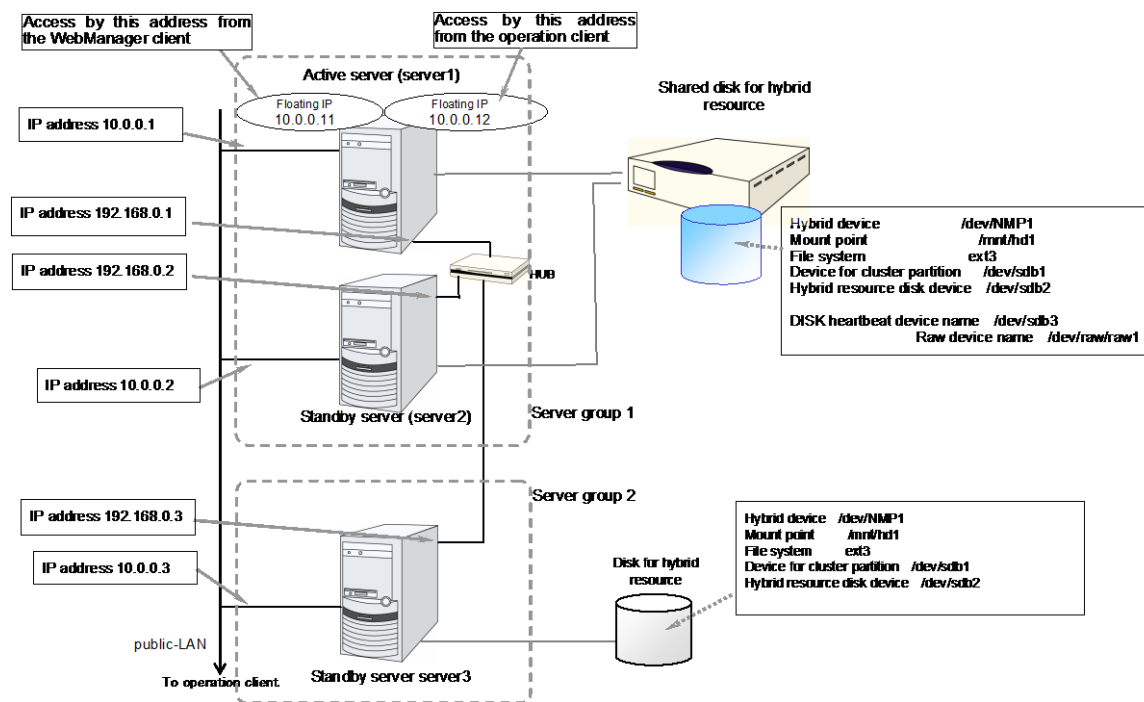 Access by this address from
the WebManager client
Access by this address
from the operation client
Active server (server1)
Floating IP
10.0.0.11
Floating IP
10.0.0.12
Shared disk for hybrid
resource
IP address 10.0.0.1
IP address 192.168.0.1
IP address 192.168.0.2
HUB
Hybrid device /dev/NMP1
Mount point /mnt/hd1
File system ext3
Device for cluster partition /dev/sdb1
Hybrid resource disk device /dev/sdb2
DISK heartbeat device name /dev/sdb3
Raw device name /dev/raw/raw1
IP address 10.0.0.2
Standby server (server2)
Server group 1
Server group 2
IP address 192.168.0.3
IP address 10.0.0.3
Disk for hybrid
resource
Hybrid device /dev/NMP1
Mount point /mnt/hd1
File system ext3
Device for cluster partition /dev/sdb1
Hybrid resource disk device /dev/sdb2
public-LAN
To operation client.
Standby server server3